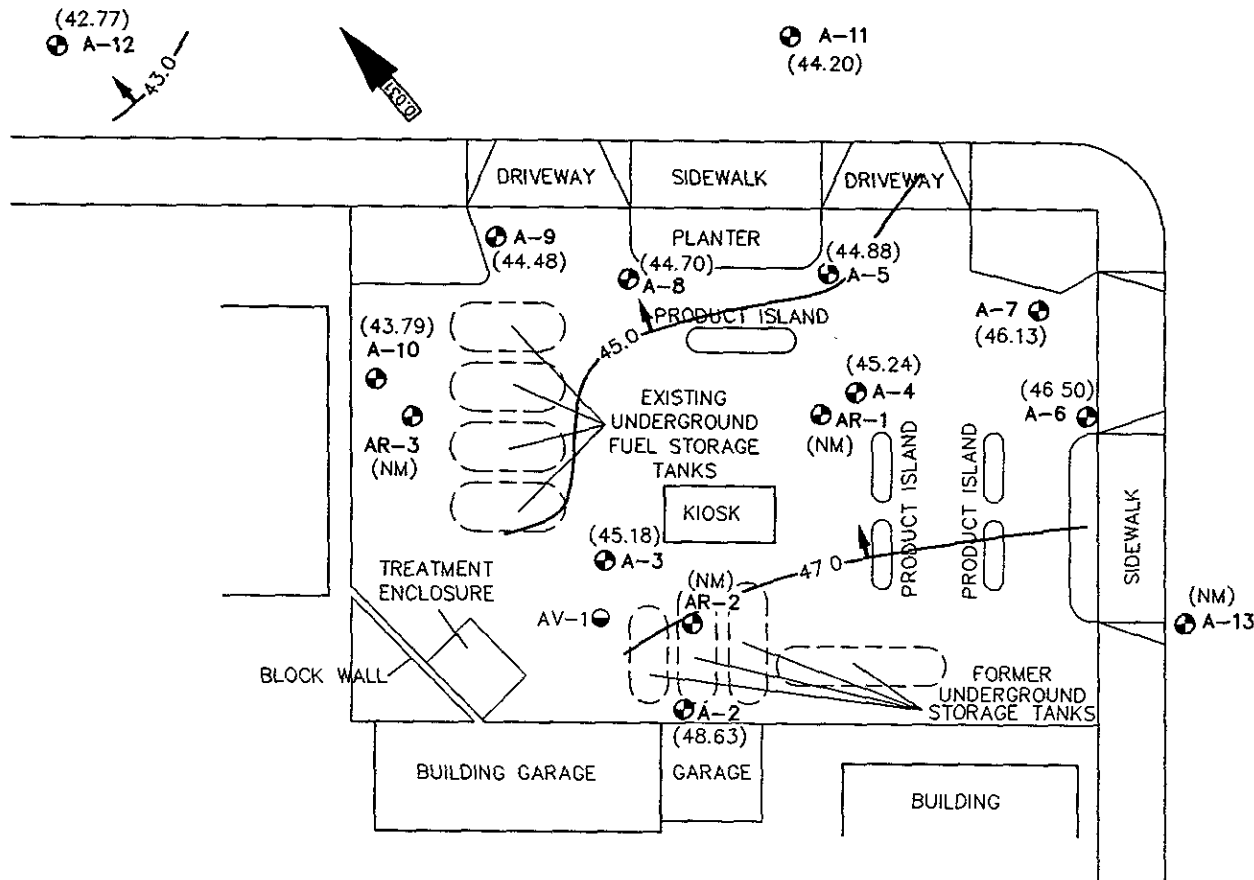 (42.77)
A-12
43.0
0.031
A-11
(44.20)
DRIVEWAY
SIDEWALK
DRIVEWAY
A-9
(44.48)
PLANTER
(44.70)
A-8
(44.88)
A-5
PRODUCT ISLAND
A-7
(46.13)
(43.79)
A-10
45.0
(45.24)
A-4
(46 50)
A-6
AR-3
(NM)
EXISTING
UNDERGROUND
FUEL STORAGE
TANKS
AR-1
(NM)
PRODUCT ISLAND
PRODUCT ISLAND
KIOSK
SIDEWALK
(45.18)
A-3
47 0
TREATMENT
ENCLOSURE
(NM)
AR-2
AV-1
(NM)
A-13
BLOCK WALL
FORMER
UNDERGROUND
STORAGE TANKS
A-2
(48.63)
BUILDING GARAGE
GARAGE
BUILDING